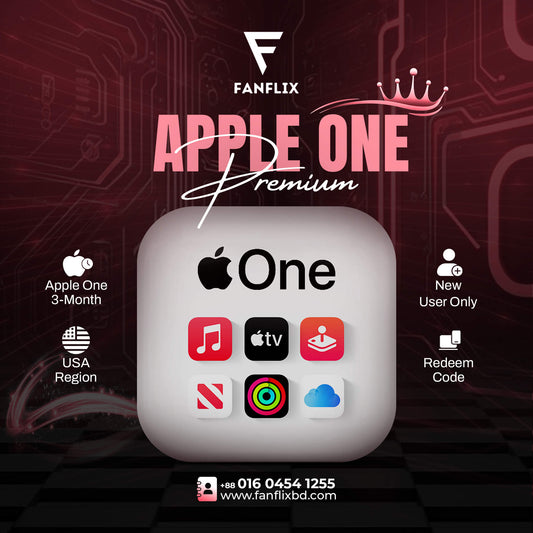 FANFLIX
APPLE ONE
Premium
One
tv
Apple One
3-Month
New
User Only
USA
Region
Redeem
Code
+88 016 0454 1255
www.fanflixbd.com